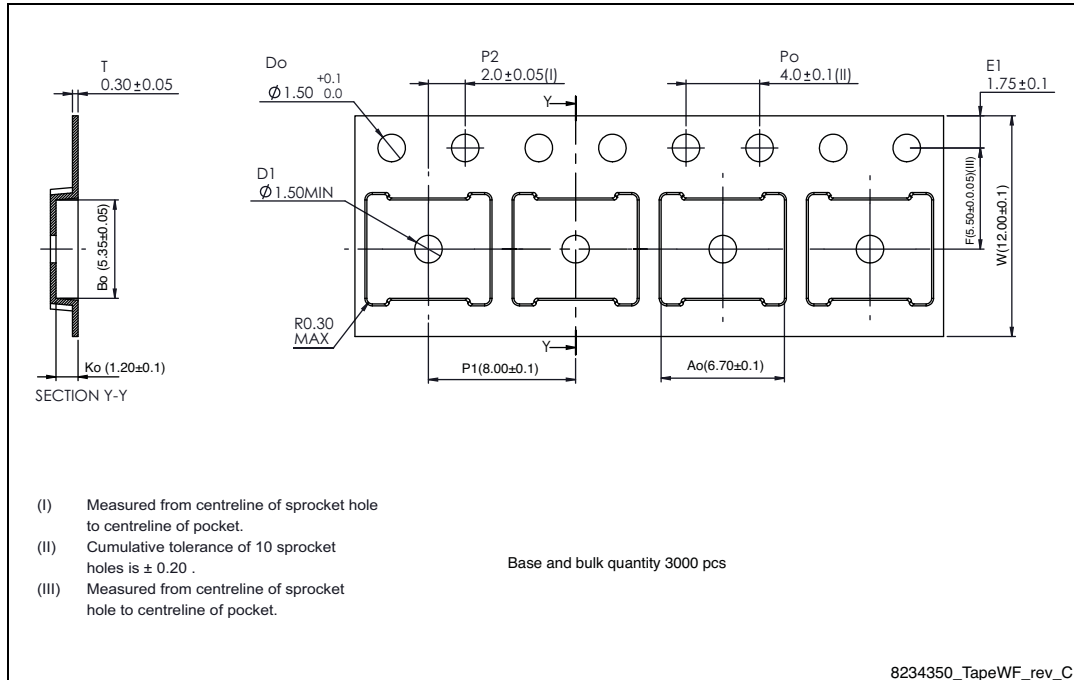 T
0.30±0.05
Do
Ø1.50 +0.1 0.0
P2
2.0±0.05(I)
Po
4.0±0.1(II)
E1
1.75±0.1
Y
D1
Ø1.50MIN
Bo (5.35±0.05)
F(5.50±0.0.05)(III)
W(12.00±0.1)
R0.30
MAX
Y
Ko (1.20±0.1)
P1(8.00±0.1)
Ao(6.70±0.1)
SECTION Y-Y
(I) Measured from centreline of sprocket hole
to centreline of pocket.
(II) Cumulative tolerance of 10 sprocket
holes is ± 0.20 .
(III) Measured from centreline of sprocket
hole to centreline of pocket.
Base and bulk quantity 3000 pcs
8234350_TapeWF_rev_C